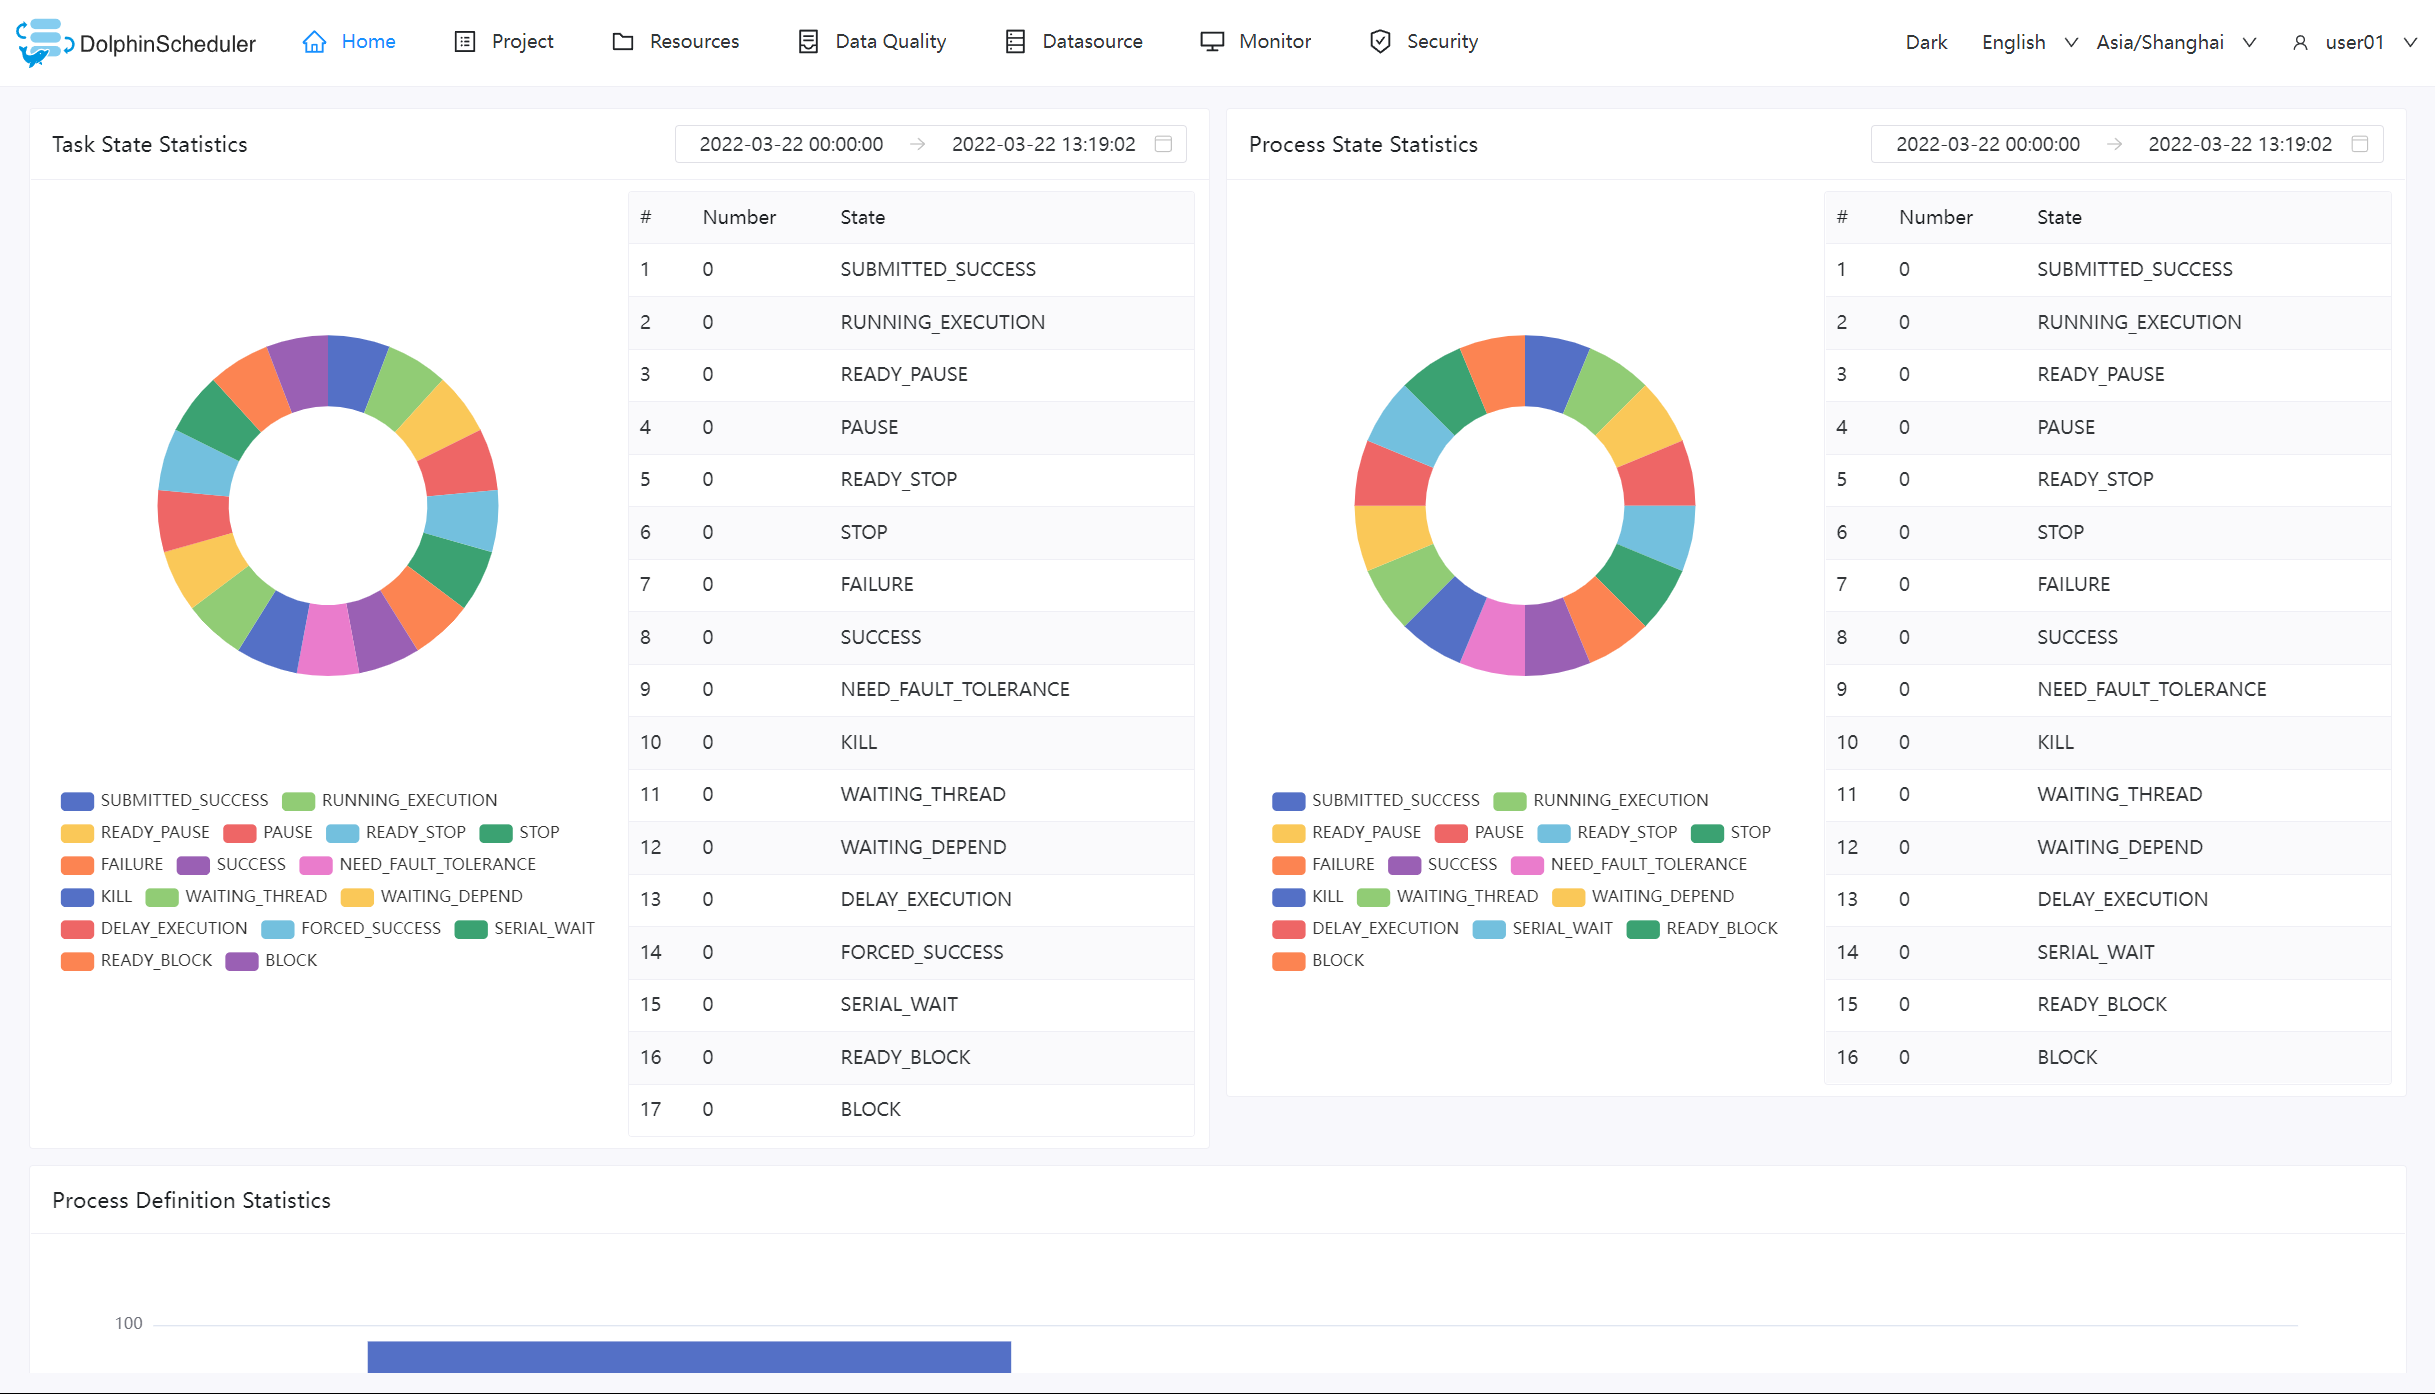 DolphinScheduler Home Project Resources Data Quality Datasource Monitor Security Dark English Asia/Shanghai user01
Task State Statistics 2022-03-22 00:00:00 → 2022-03-22 13:19:02
# Number State
1 0 SUBMITTED_SUCCESS
2 0 RUNNING_EXECUTION
3 0 READY_PAUSE
4 0 PAUSE
5 0 READY_STOP
6 0 STOP
7 0 FAILURE
8 0 SUCCESS
9 0 NEED_FAULT_TOLERANCE
10 0 KILL
11 0 WAITING_THREAD
12 0 WAITING_DEPEND
13 0 DELAY_EXECUTION
14 0 FORCED_SUCCESS
15 0 SERIAL_WAIT
16 0 READY_BLOCK
17 0 BLOCK
SUBMITTED_SUCCESS RUNNING_EXECUTION
READY_PAUSE PAUSE READY_STOP STOP
FAILURE SUCCESS NEED_FAULT_TOLERANCE
KILL WAITING_THREAD WAITING_DEPEND
DELAY_EXECUTION FORCED_SUCCESS SERIAL_WAIT
READY_BLOCK BLOCK
Process State Statistics 2022-03-22 00:00:00 → 2022-03-22 13:19:02
# Number State
1 0 SUBMITTED_SUCCESS
2 0 RUNNING_EXECUTION
3 0 READY_PAUSE
4 0 PAUSE
5 0 READY_STOP
6 0 STOP
7 0 FAILURE
8 0 SUCCESS
9 0 NEED_FAULT_TOLERANCE
10 0 KILL
11 0 WAITING_THREAD
12 0 WAITING_DEPEND
13 0 DELAY_EXECUTION
14 0 SERIAL_WAIT
15 0 READY_BLOCK
16 0 BLOCK
SUBMITTED_SUCCESS RUNNING_EXECUTION
READY_PAUSE PAUSE READY_STOP STOP
FAILURE SUCCESS NEED_FAULT_TOLERANCE
KILL WAITING_THREAD WAITING_DEPEND
DELAY_EXECUTION SERIAL_WAIT READY_BLOCK
BLOCK
Process Definition Statistics
100